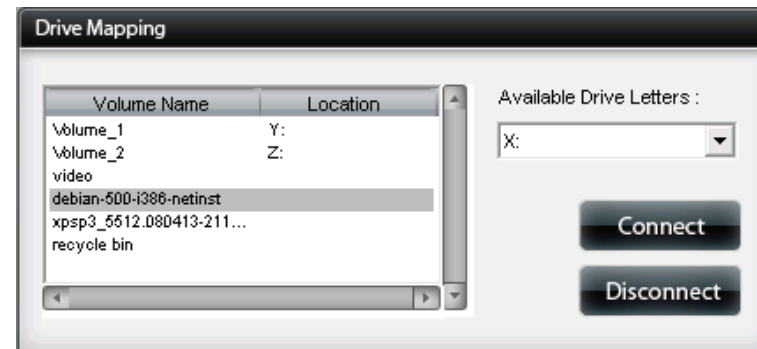 Drive Mapping
Volume Name Location
Volume_1 Y:
Volume_2 Z:
video
debian-500-i386-netinst
xpsp3_5512.080413-211...
recycle bin
Available Drive Letters :
X:
Connect
Disconnect